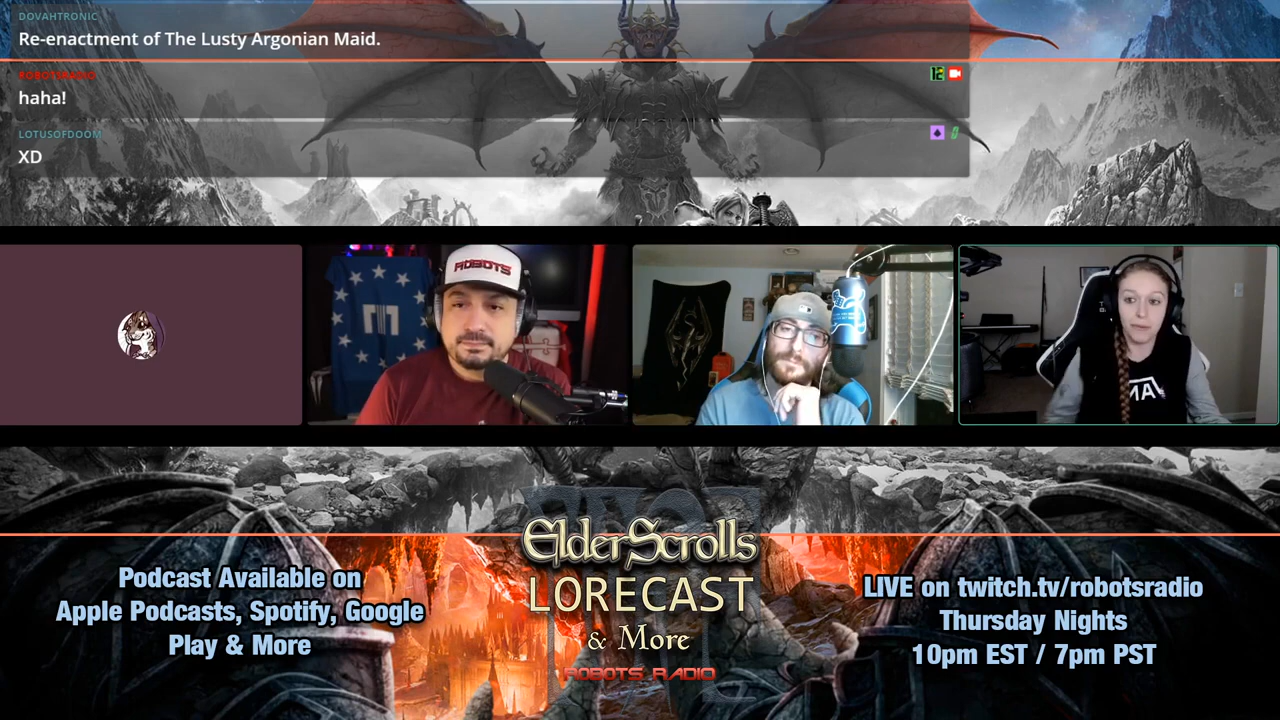 DOVAHTRONIC
Re-enactment of The Lusty Argonian Maid.
ROBOTSRADIO
haha!
LOTUSOFDOOM
XD
ROBOTS
ElderScrolls
LORECAST
& More
ROBOTS RADIO
Podcast Available on
Apple Podcasts, Spotify, Google
Play & More
LIVE on twitch.tv/robotsradio
Thursday Nights
10pm EST / 7pm PST